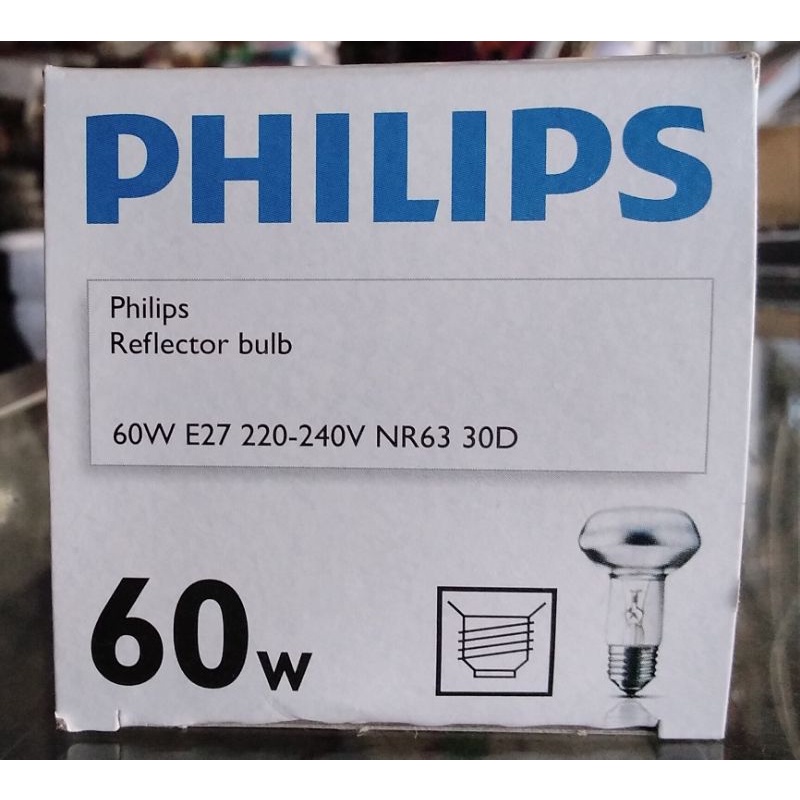 PHILIPS
Philips
Reflector bulb
60W E27 220-240V NR63 30D
60w